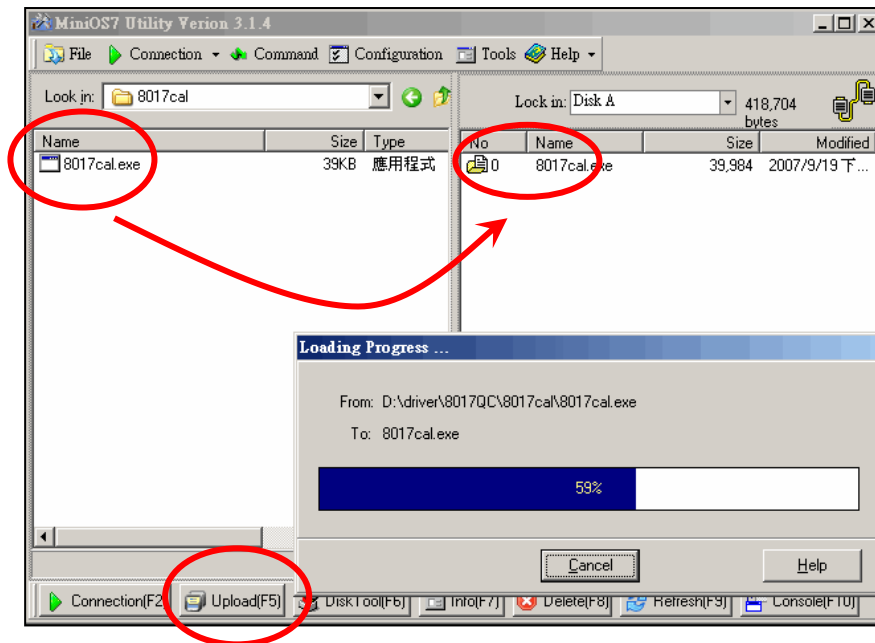 MiniOS7 Utility Verion 3.1.4
File Connection Command Configuration Tools Help
Look in: 8017cal
Lock in: Disk A
418,704 bytes
Name Size Type
8017cal.exe 39KB 應用程式
No Name Size Modified
0 8017cal.exe 39,984 2007/9/19 下...
Loading Progress ...
From: D:\driver\8017QC\8017cal\8017cal.exe
To: 8017cal.exe
59%
Cancel Help
Connection(F2) Upload(F5) DiskTool(F6) Info(F7) Delete(F8) Refresh(F9) Console(F10)